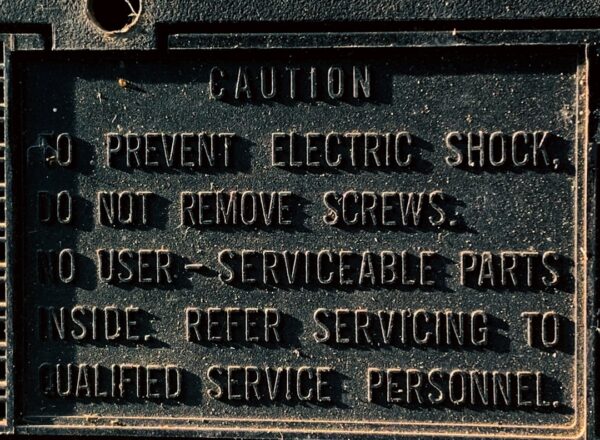 CAUTION
TO PREVENT ELECTRIC SHOCK,
DO NOT REMOVE SCREWS.
NO USER-SERVICEABLE PARTS
INSIDE. REFER SERVICING TO
QUALIFIED SERVICE PERSONNEL.